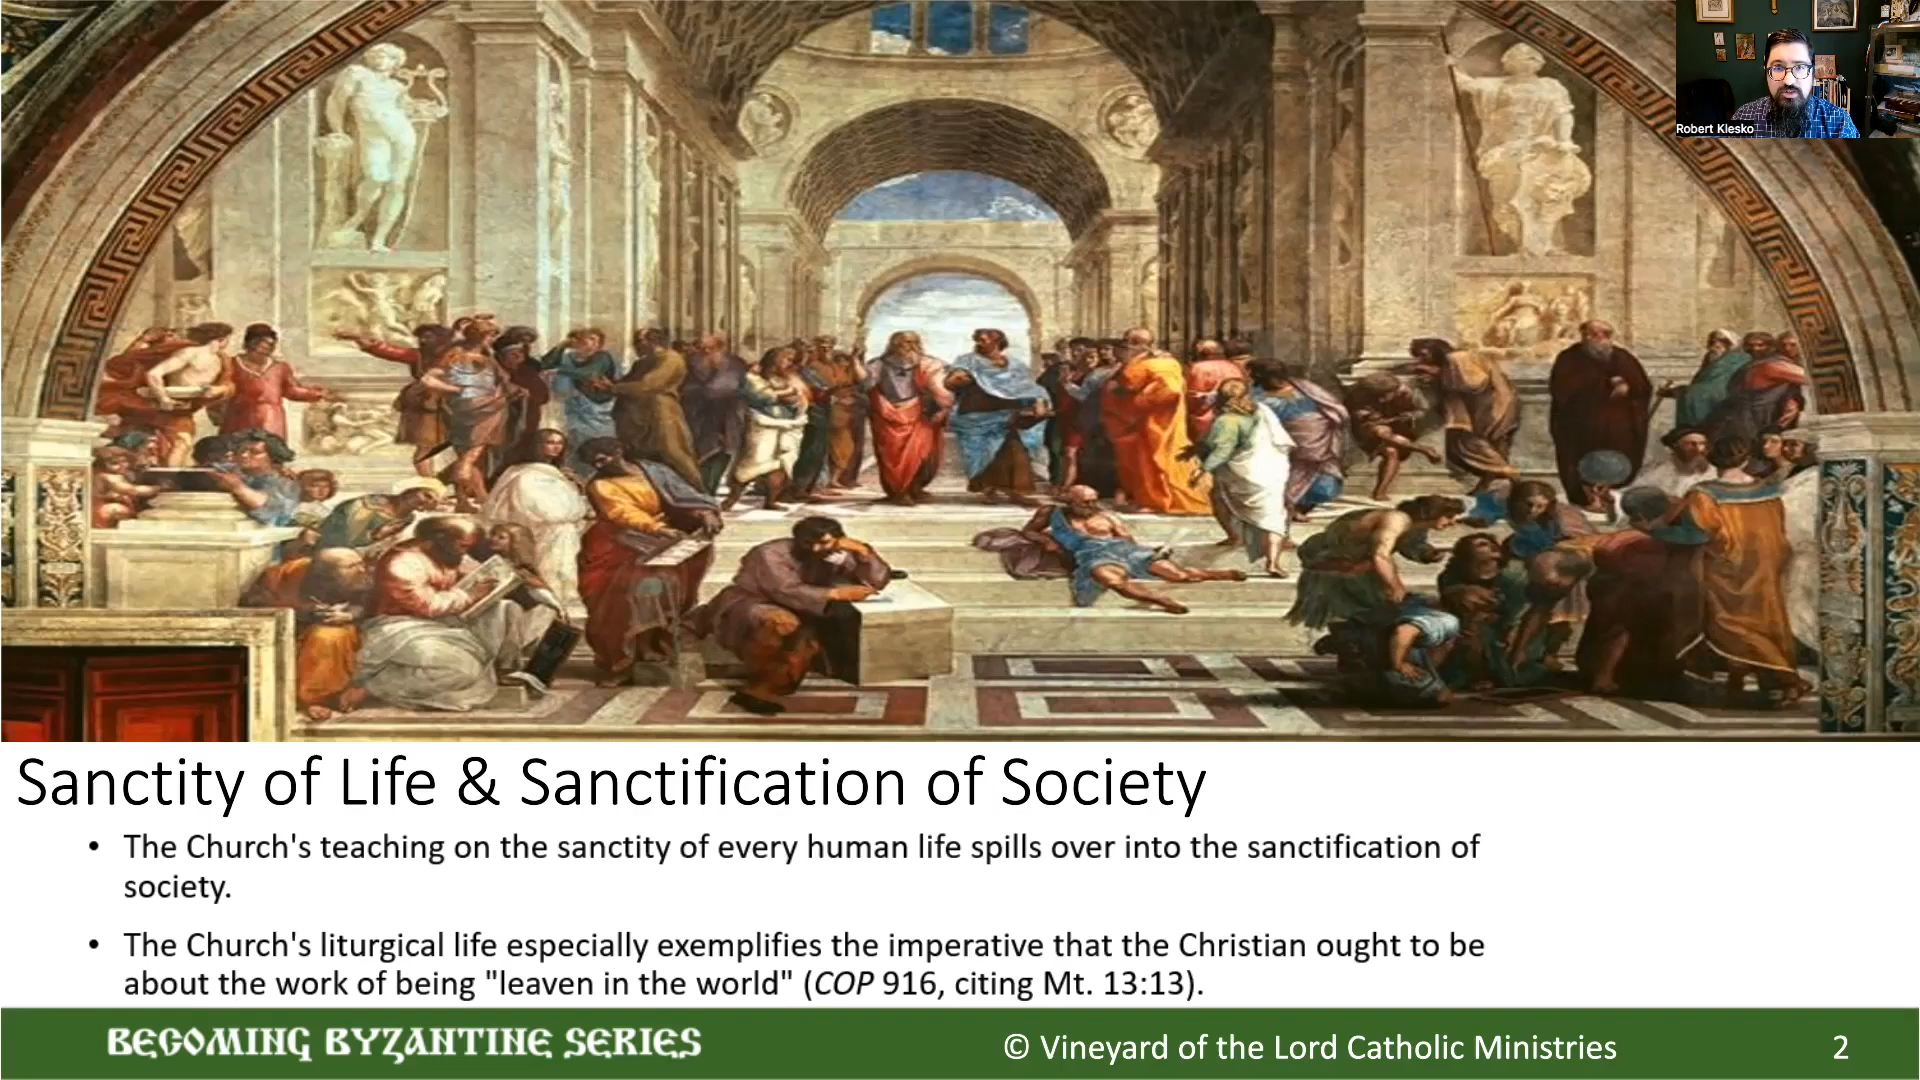 Robert Klesko
Sanctity of Life & Sanctification of Society
• The Church's teaching on the sanctity of every human life spills over into the sanctification of
society.
• The Church's liturgical life especially exemplifies the imperative that the Christian ought to be
about the work of being "leaven in the world" (COP 916, citing Mt. 13:13).
BECOMING BYZANTINE SERIES
© Vineyard of the Lord Catholic Ministries
2